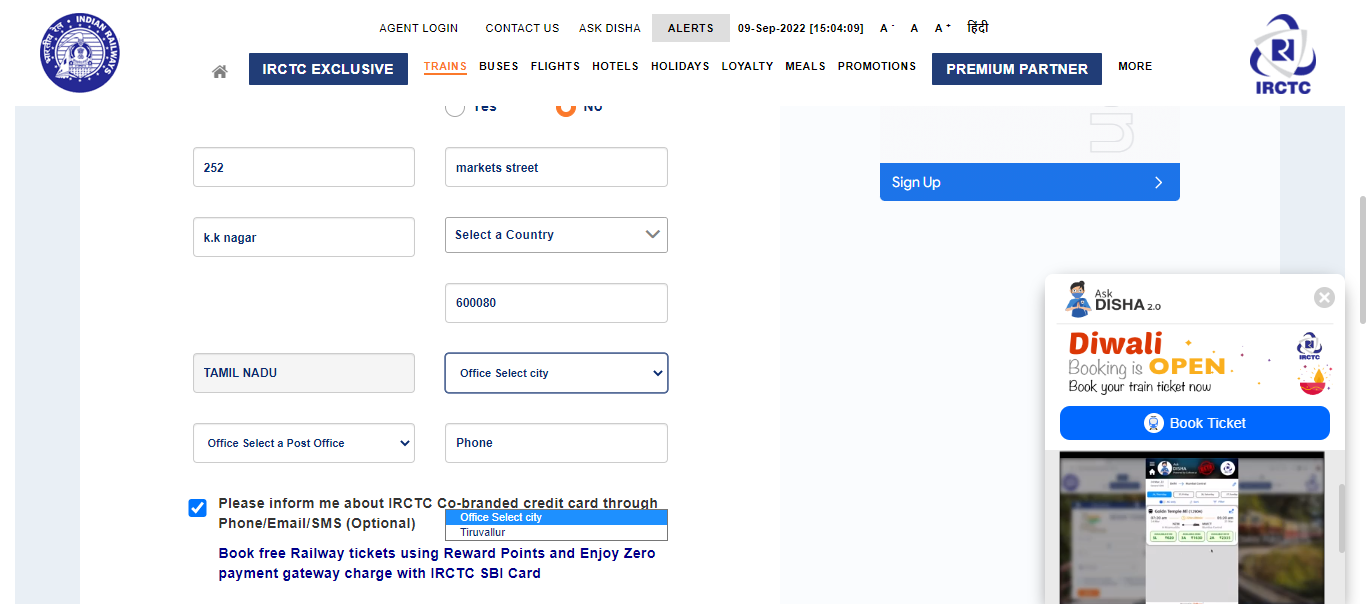 AGENT LOGIN CONTACT US ASK DISHA ALERTS 09-Sep-2022 [15:04:09] A - A A + हिंदी
INDIAN RAILWAYS
भारतीय रेल
IRCTC EXCLUSIVE TRAINS BUSES FLIGHTS HOTELS HOLIDAYS LOYALTY MEALS PROMOTIONS PREMIUM PARTNER MORE
IRCTC
Yes No
252 markets street
Sign Up
k.k nagar Select a Country
600080
TAMIL NADU Office Select city
Office Select a Post Office Phone
Please inform me about IRCTC Co-branded credit card through
Phone/Email/SMS (Optional)
Office Select city
Tiruvallur
Book free Railway tickets using Reward Points and Enjoy Zero
payment gateway charge with IRCTC SBI Card
Ask
DISHA 2.0
Diwali
Booking is OPEN
Book your train ticket now
IRCTC
Book Ticket